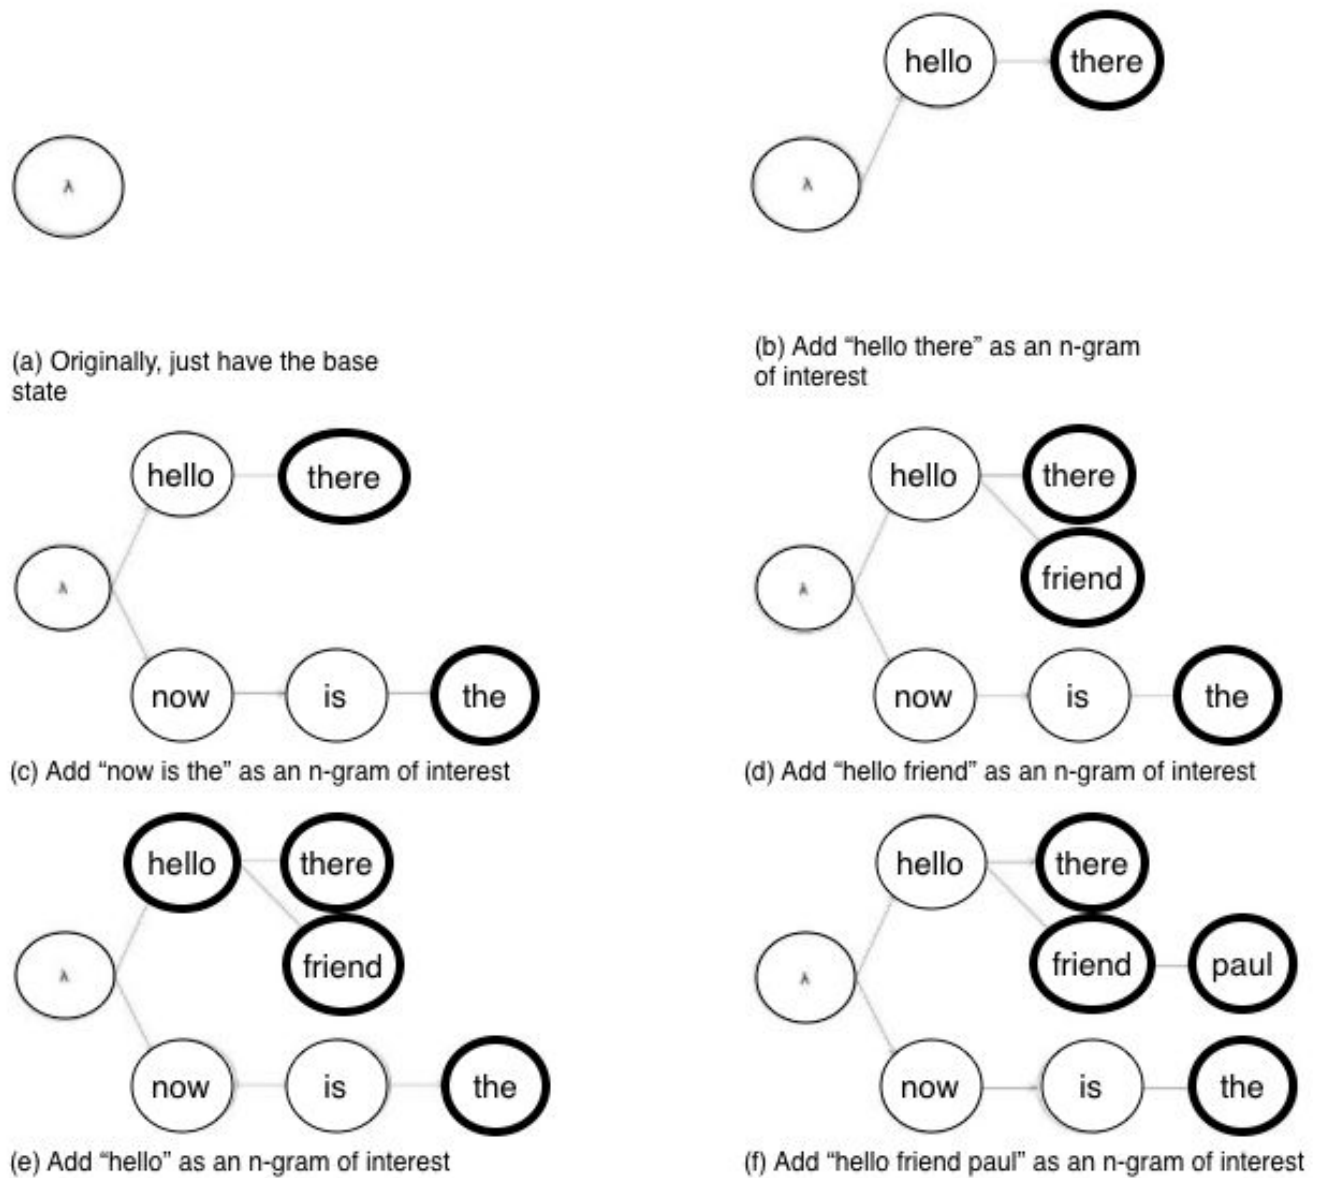 λ
hello
there
λ
(a) Originally, just have the base
state
(b) Add “hello there” as an n-gram
of interest
hello
there
λ
now
is
the
(c) Add “now is the” as an n-gram of interest
hello
there
friend
λ
now
is
the
(d) Add “hello friend” as an n-gram of interest
hello
there
friend
λ
now
is
the
(e) Add “hello” as an n-gram of interest
hello
there
friend
paul
λ
now
is
the
(f) Add “hello friend paul” as an n-gram of interest